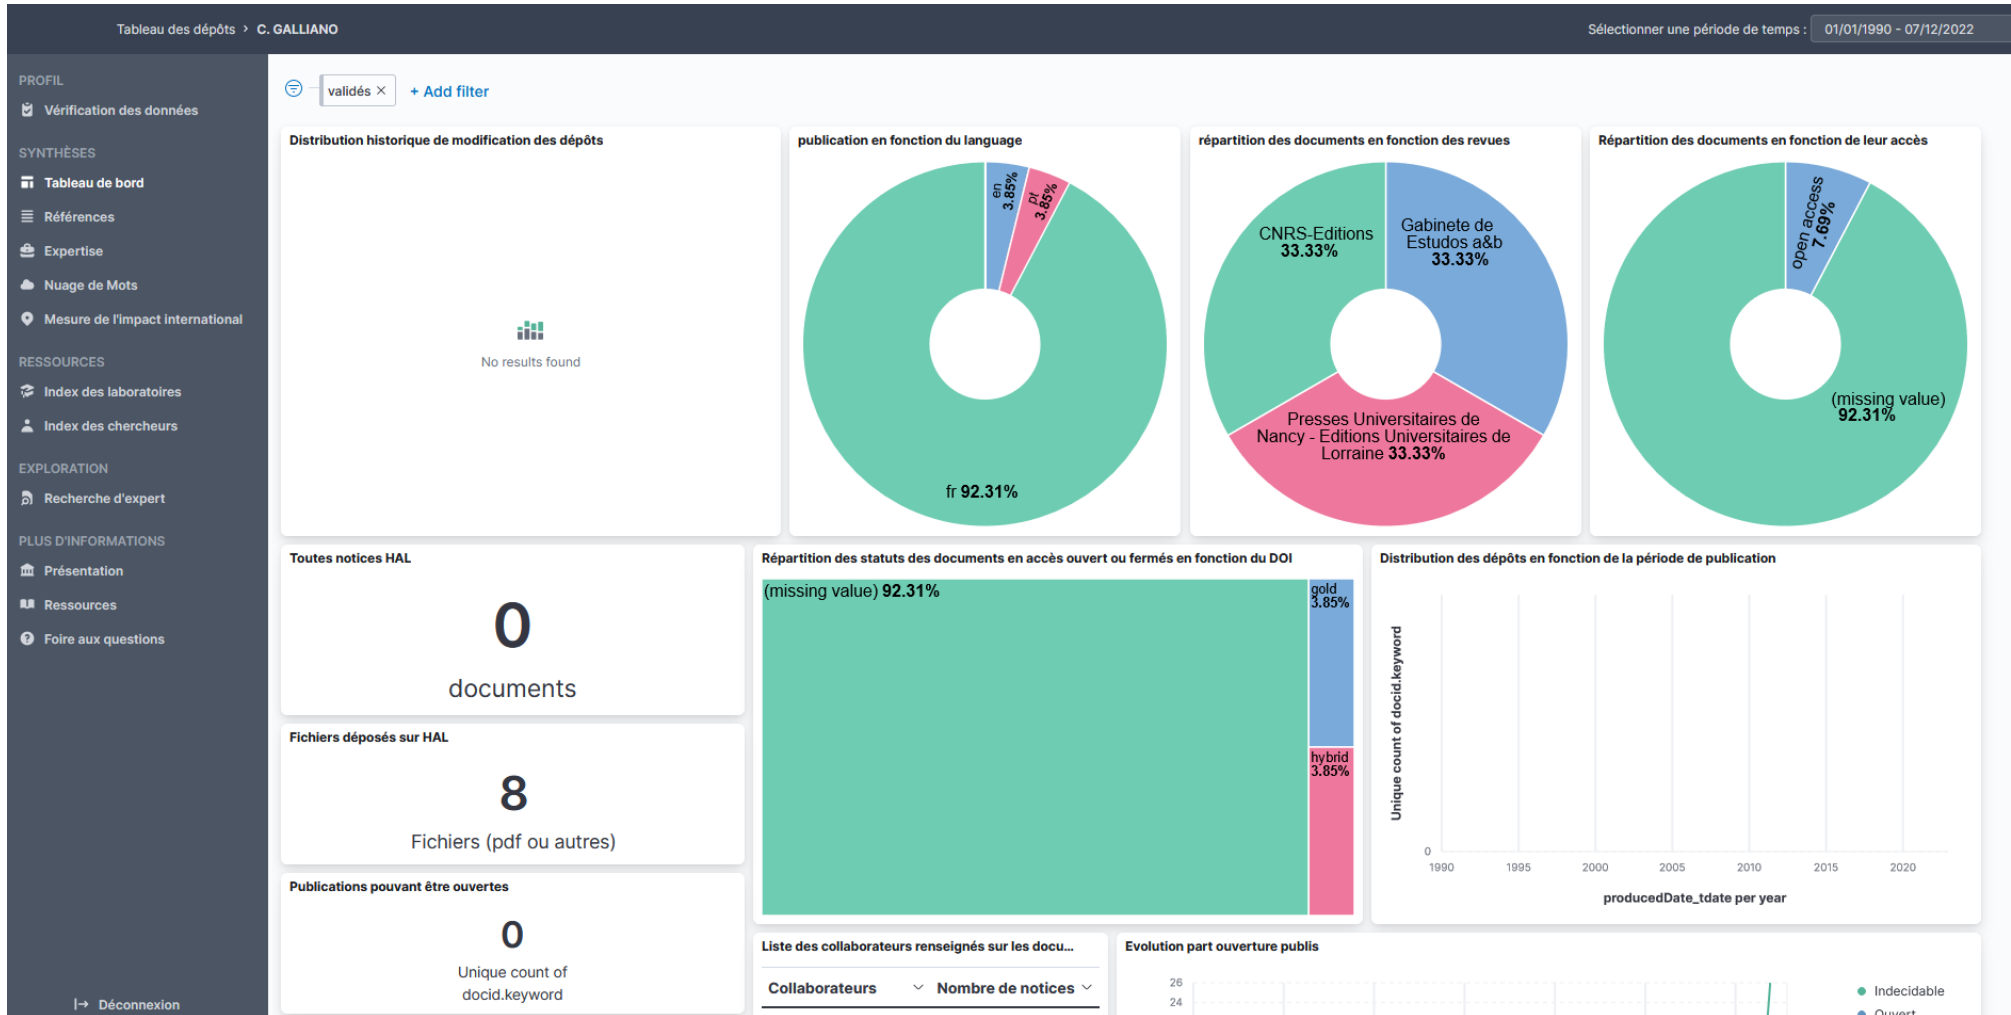 Tableau des dépôts > C. GALLIANO
Sélectionner une période de temps : 01/01/1990 - 07/12/2022
PROFIL
Vérification des données
SYNTHÈSES
Tableau de bord
Références
Expertise
Nuage de Mots
Mesure de l'impact international
RESSOURCES
Index des laboratoires
Index des chercheurs
EXPLORATION
Recherche d'expert
PLUS D'INFORMATIONS
Présentation
Ressources
Foire aux questions
Déconnexion
validés ×
+ Add filter
Distribution historique de modification des dépôts
No results found
publication en fonction du language
en
3.85%
pt
3.85%
fr 92.31%
répartition des documents en fonction des revues
CNRS-Editions
33.33%
Gabinete de
Estudos a&b
33.33%
Presses Universitaires de
Nancy - Editions Universitaires de
Lorraine 33.33%
Répartition des documents en fonction de leur accès
open access
7.69%
(missing value)
92.31%
Toutes notices HAL
0
documents
Fichiers déposés sur HAL
8
Fichiers (pdf ou autres)
Publications pouvant être ouvertes
0
Unique count of
docid.keyword
Répartition des statuts des documents en accès ouvert ou fermés en fonction du DOI
(missing value) 92.31%
gold
3.85%
hybrid
3.85%
Distribution des dépôts en fonction de la période de publication
Unique count of docid.keyword
0
1990 1995 2000 2005 2010 2015 2020
producedDate_tdate per year
Liste des collaborateurs renseignés sur les docu...
Collaborateurs Nombre de notices
Evolution part ouverture publis
26
24
Indecidable
Ouvert